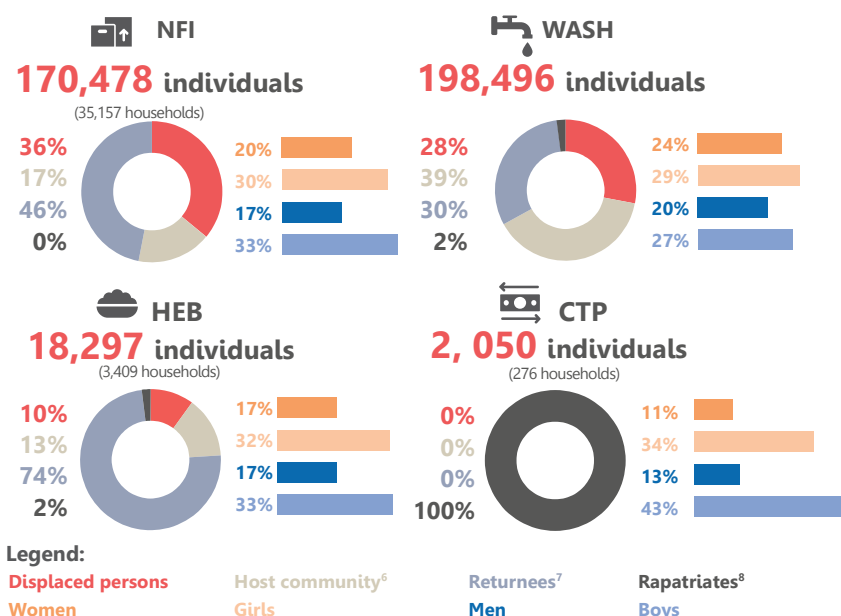 NFI
170,478 individuals
(35,157 households)
36%
17%
46%
0%
20%
30%
17%
33%
WASH
198,496 individuals
28%
39%
30%
2%
24%
29%
20%
27%
HEB
18,297 individuals
(3,409 households)
10%
13%
74%
2%
17%
32%
17%
33%
CTP
2, 050 individuals
(276 households)
0%
0%
0%
100%
11%
34%
13%
43%
Legend:
Displaced persons Host community⁶ Returnees⁷ Rapatriates⁸
Women Girls Men Boys